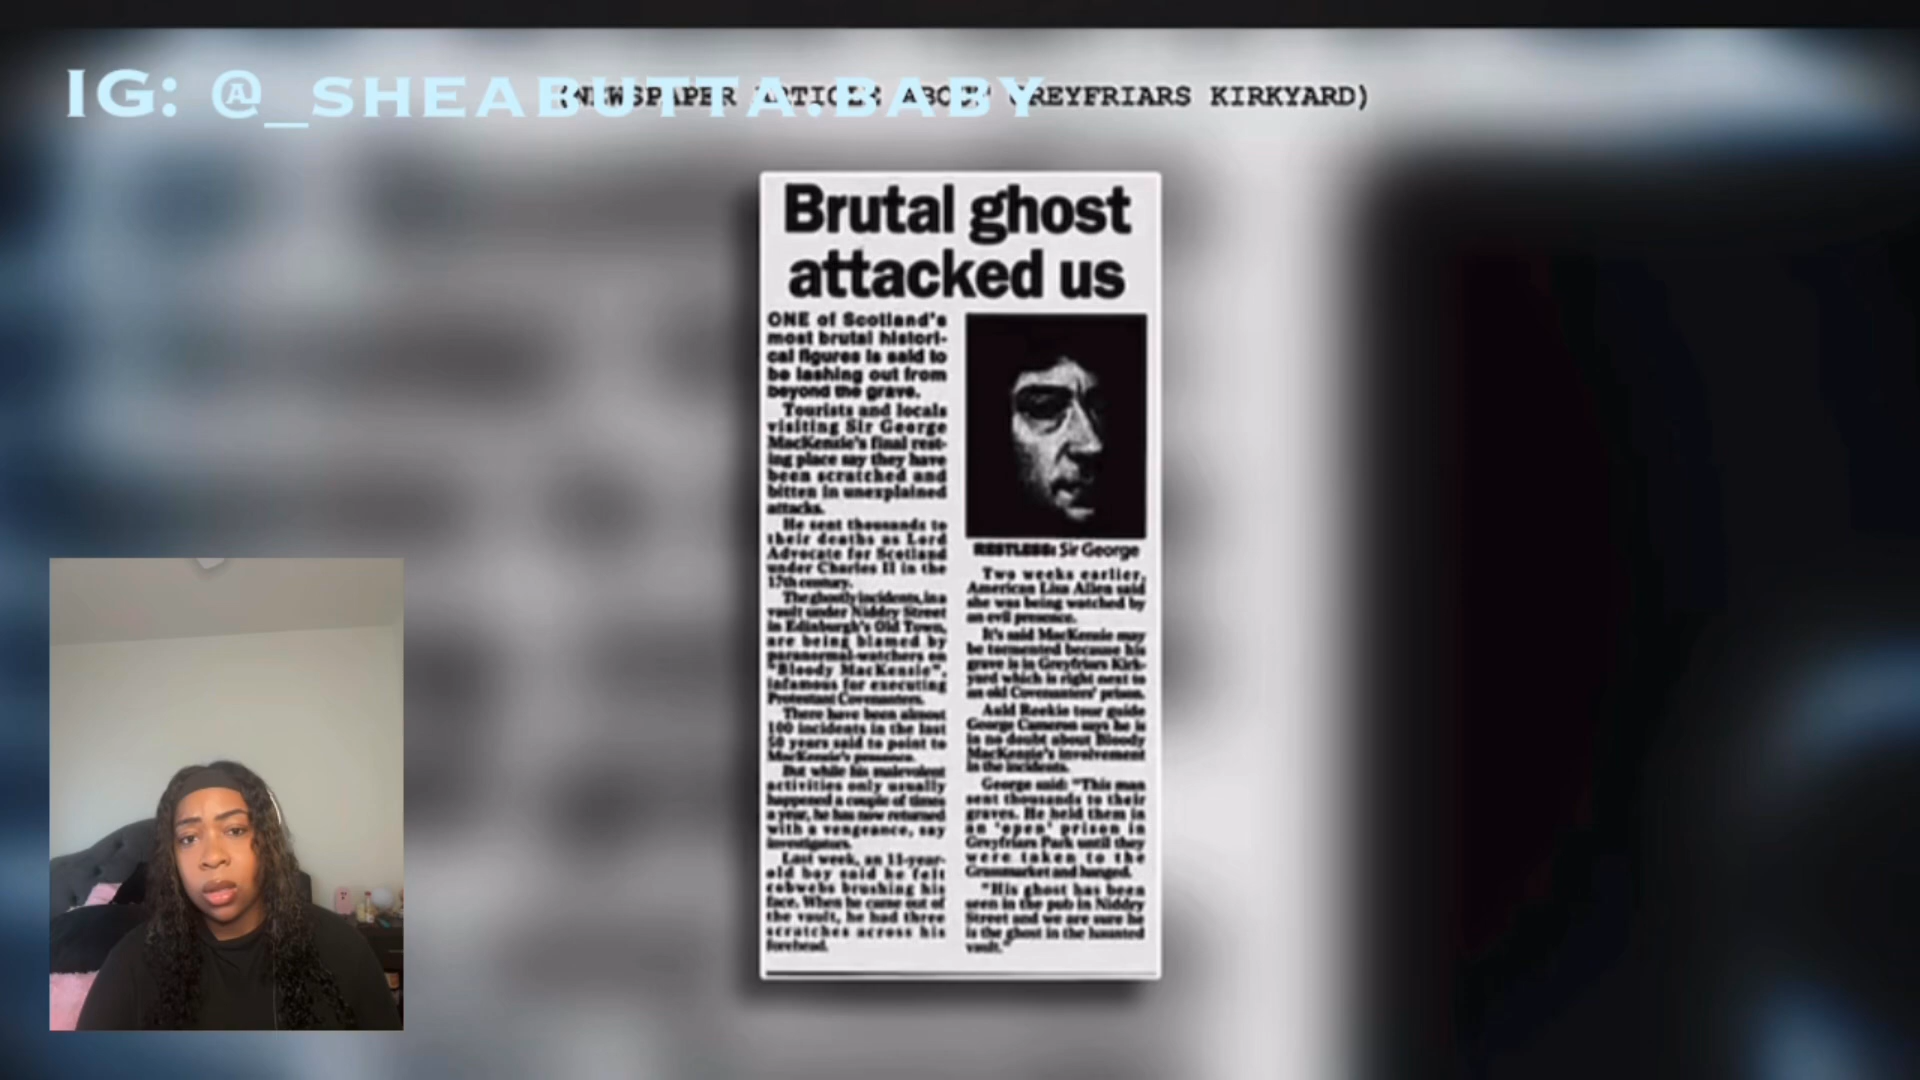 IG: @_SHEABUTTA.BABY
(NEWSPAPER ARTICLE ABOUT GREYFRIARS KIRKYARD)
Brutal ghost
attacked us
ONE of Scotland's
most brutal histori-
cal figures is said to
be lashing out from
beyond the grave.
Tourists and locals
visiting Sir George
MacKenzie's final rest-
ing place say they have
been scratched and
bitten in unexplained
attacks.
He sent thousands to
their deaths as Lord
Advocate for Scotland
under Charles II in the
17th century.
The ghostly incidents, in a
vault under Niddry Street
in Edinburgh's Old Town,
are being blamed by
paranormal-watchers on
"Bloody MacKenzie",
infamous for executing
Protestant Covenanters.
There have been almost
100 incidents in the last
50 years said to point to
MacKenzie's presence.
But while his malevolent
activities only usually
happened a couple of times
a year, he has now returned
with a vengeance, say
investigators.
Last week, an 11-year-
old boy said he felt
cobwebs brushing his
face. When he came out of
the vault, he had three
scratches across his
forehead.
RESTLESS: Sir George
Two weeks earlier,
American Lisa Allen said
she was being watched by
an evil presence.
It's said MacKenzie may
be tormented because his
grave is in Greyfriars Kirk-
yard which is right next to
an old Covenanters' prison.
Auld Reekie tour guide
George Cameron says he is
in no doubt about Bloody
MacKenzie's involvement
in the incidents.
George said: "This man
sent thousands to their
graves. He held them in
an 'open' prison in
Greyfriars Park until they
were taken to the
Grassmarket and hanged.
"His ghost has been
seen in the pub in Niddry
Street and we are sure he
is the ghost in the haunted
vault."